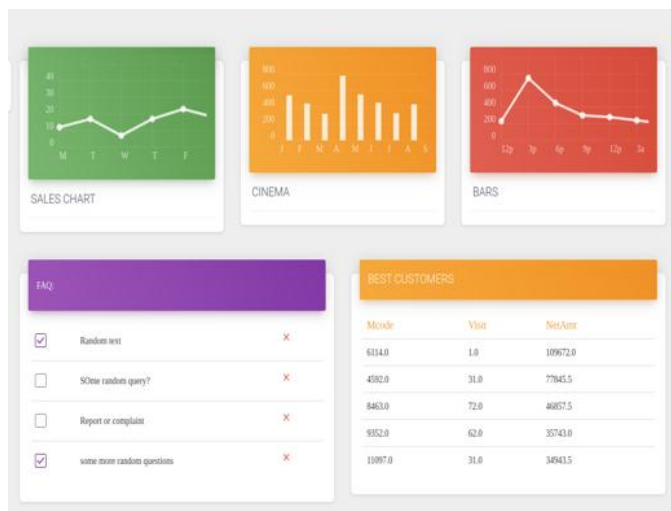 40
30
20
10
0
M T W T F
SALES CHART
800
600
400
200
0
J F M A M J J A S
CINEMA
800
600
400
200
0
12p 3p 6p 9p 12p 3a
BARS
FAQ:
Random text
SOme random query?
Report or complaint
some more random questions
BEST CUSTOMERS
Mcode Visit NetAmt
6114.0 1.0 109672.0
4592.0 31.0 77845.5
8463.0 72.0 46857.5
9352.0 62.0 35743.0
11097.0 31.0 34943.5